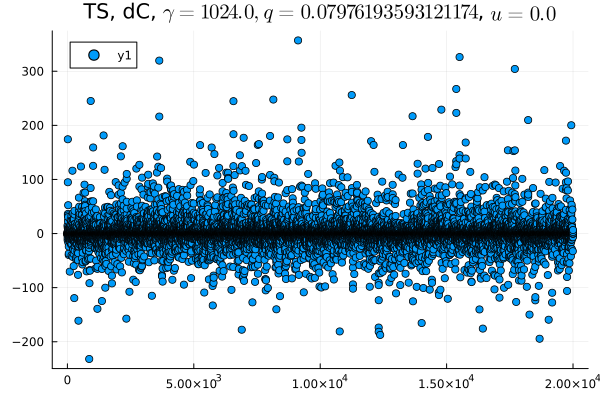 TS, dC, γ = 1024.0, q = 0.07976193593121174, u = 0.0
y1
300
200
100
0
−100
−200
0 5.00×10³ 1.00×10⁴ 1.50×10⁴ 2.00×10⁴